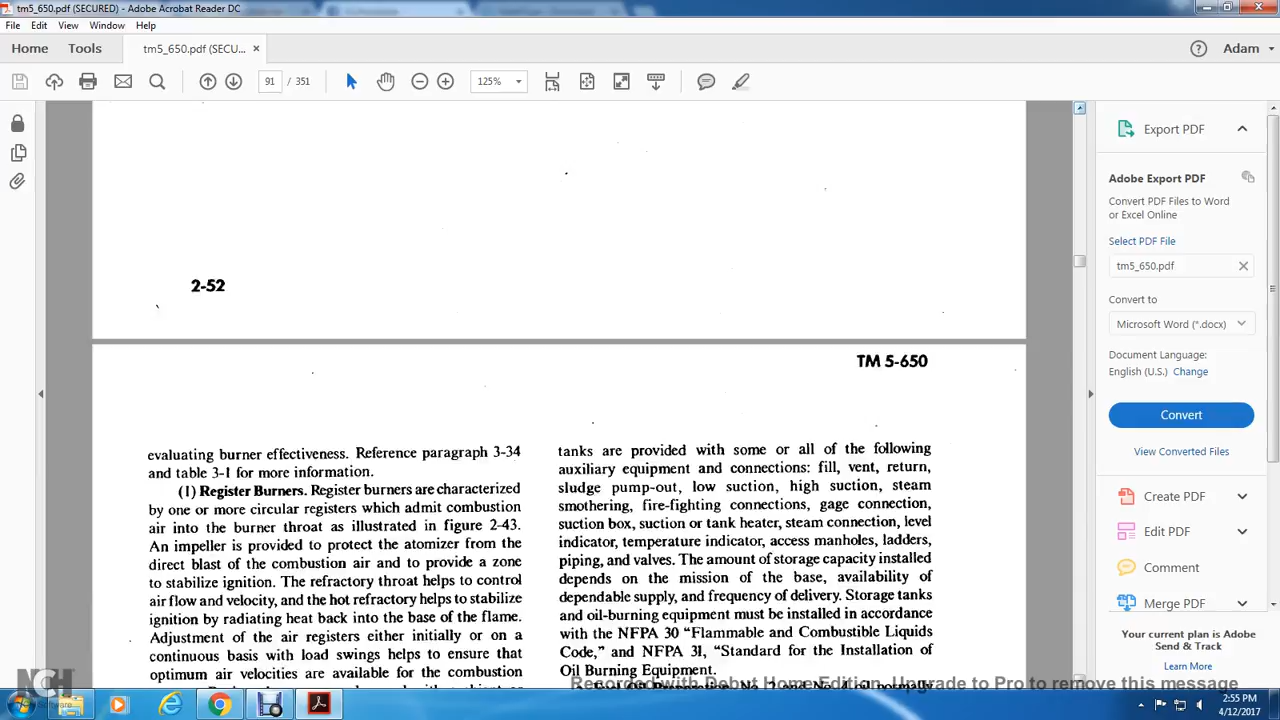 tm5_650.pdf (SECURED) - Adobe Acrobat Reader DC
File Edit View Window Help
Home Tools tm5_650.pdf (SECU... × Adam
91 / 351 125%
Export PDF
Adobe Export PDF
Convert PDF Files to Word
or Excel Online
Select PDF File
tm5_650.pdf
Convert to
Microsoft Word (*.docx)
Document Language:
English (U.S.) Change
Convert
View Converted Files
Create PDF
Edit PDF
Comment
Merge PDF
Your current plan is Adobe
Send & Track
Learn More
2-52
TM 5-650
evaluating burner effectiveness. Reference paragraph 3-34
and table 3-1 for more information.
(1) Register Burners. Register burners are characterized
by one or more circular registers which admit combustion
air into the burner throat as illustrated in figure 2-43.
An impeller is provided to protect the atomizer from the
direct blast of the combustion air and to provide a zone
to stabilize ignition. The refractory throat helps to control
air flow and velocity, and the hot refractory helps to stabilize
ignition by radiating heat back into the base of the flame.
Adjustment of the air registers either initially or on a
continuous basis with load swings helps to ensure that
optimum air velocities are available for the combustion
tanks are provided with some or all of the following
auxiliary equipment and connections: fill, vent, return,
sludge pump-out, low suction, high suction, steam
smothering, fire-fighting connections, gage connection,
suction box, suction or tank heater, steam connection, level
indicator, temperature indicator, access manholes, ladders,
piping, and valves. The amount of storage capacity installed
depends on the mission of the base, availability of
dependable supply, and frequency of delivery. Storage tanks
and oil-burning equipment must be installed in accordance
with the NFPA 30 "Flammable and Combustible Liquids
Code," and NFPA 31, "Standard for the Installation of
Oil Burning Equipment.
Recorded with Debut Home Edition. Upgrade to Pro to remove this message
NCH
Software
2:55 PM
4/12/2017